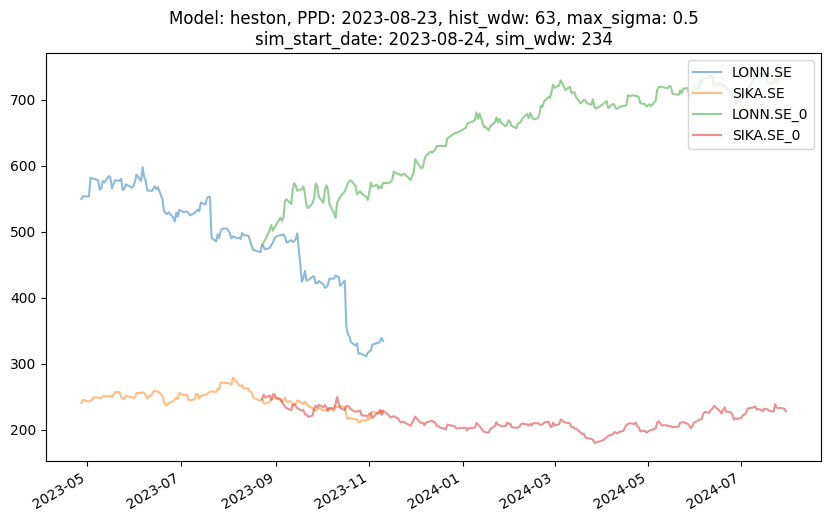 Model: heston, PPD: 2023-08-23, hist_wdw: 63, max_sigma: 0.5
sim_start_date: 2023-08-24, sim_wdw: 234
LONN.SE
SIKA.SE
LONN.SE_0
SIKA.SE_0
700
600
500
400
300
200
2023-05
2023-07
2023-09
2023-11
2024-01
2024-03
2024-05
2024-07